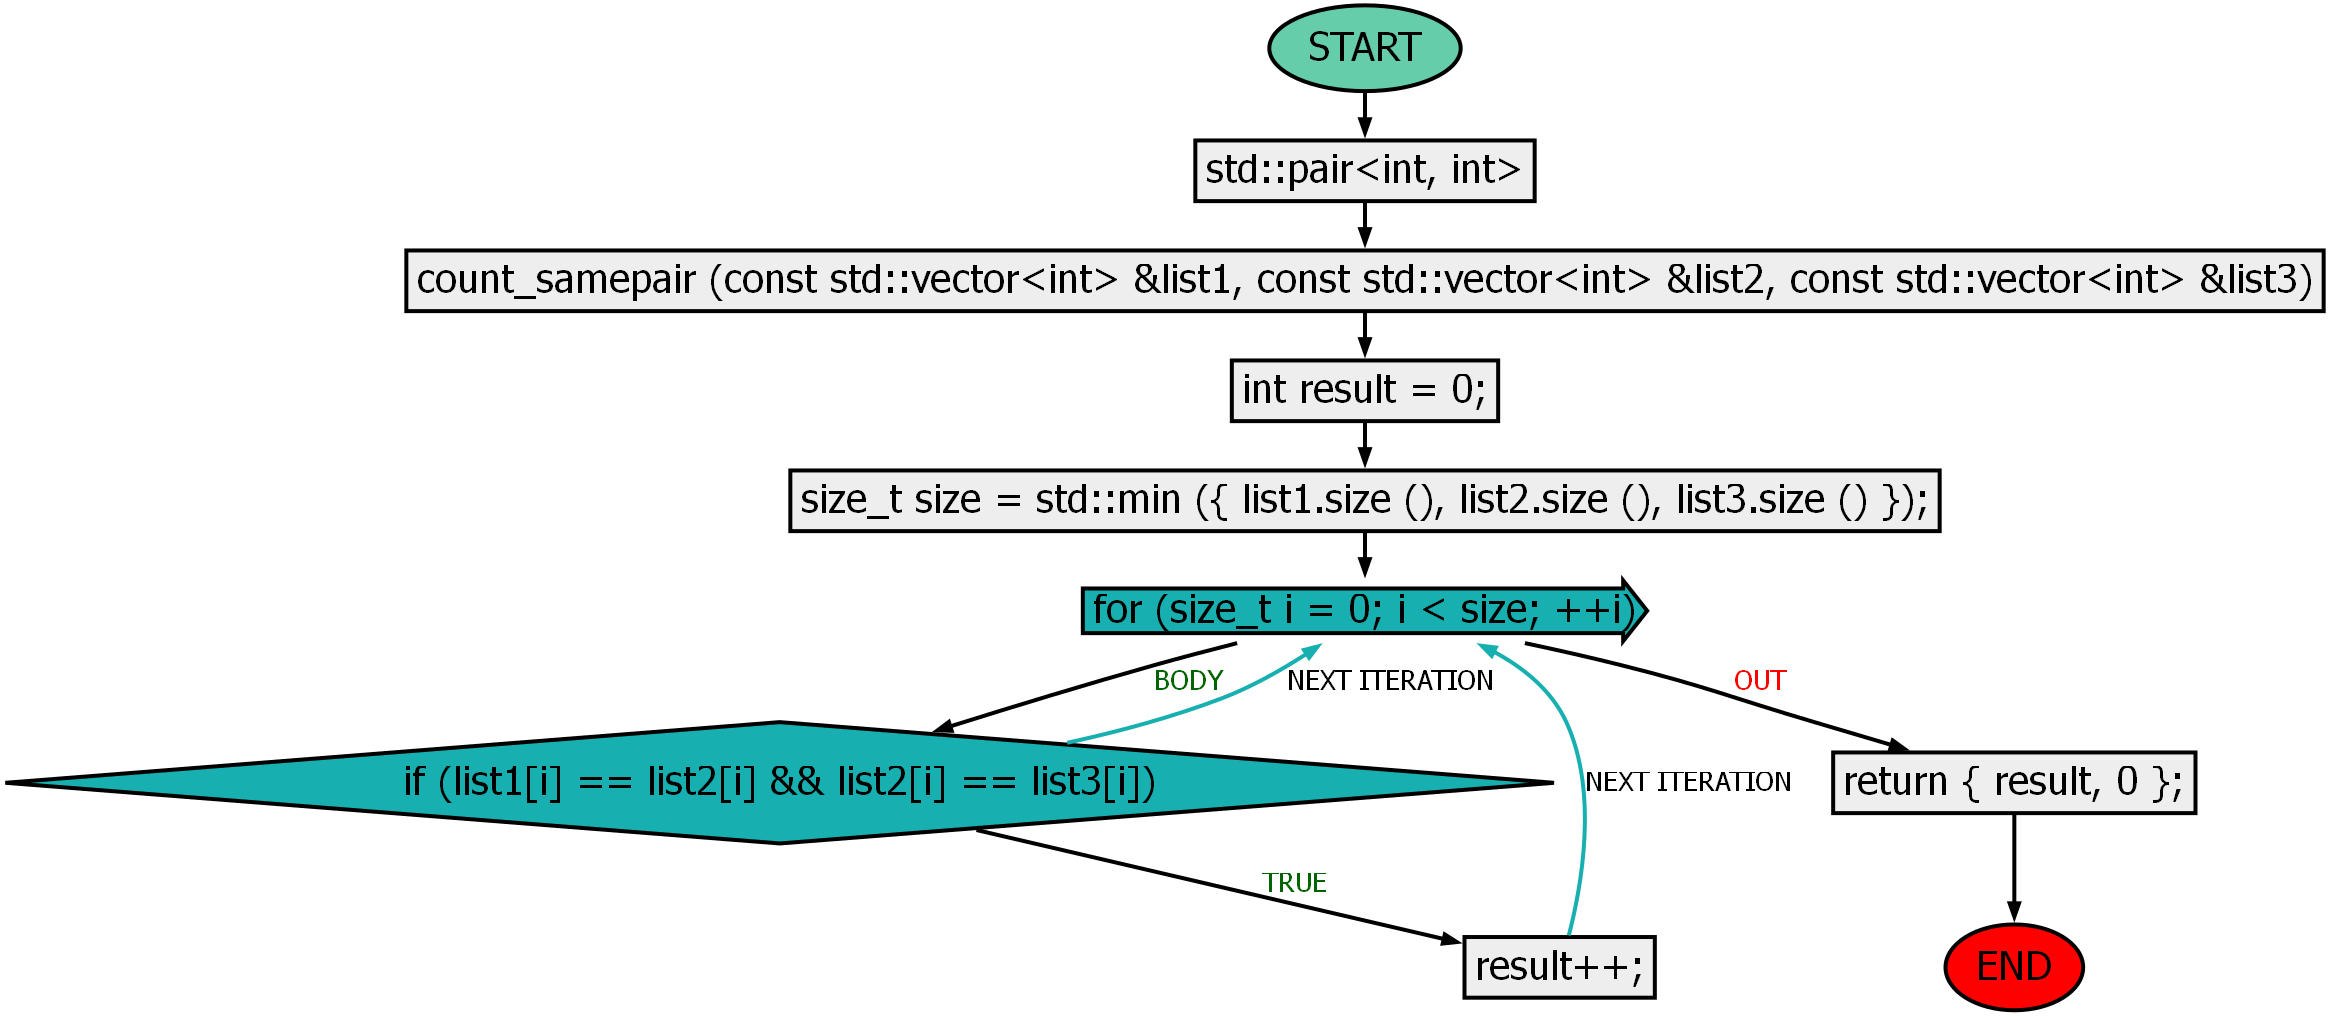 START
std::pair<int, int>
count_samepair (const std::vector<int> &list1, const std::vector<int> &list2, const std::vector<int> &list3)
int result = 0;
size_t size = std::min ({ list1.size (), list2.size (), list3.size () });
for (size_t i = 0; i < size; ++i)
BODY
NEXT ITERATION
OUT
if (list1[i] == list2[i] && list2[i] == list3[i])
NEXT ITERATION
return { result, 0 };
TRUE
result++;
END